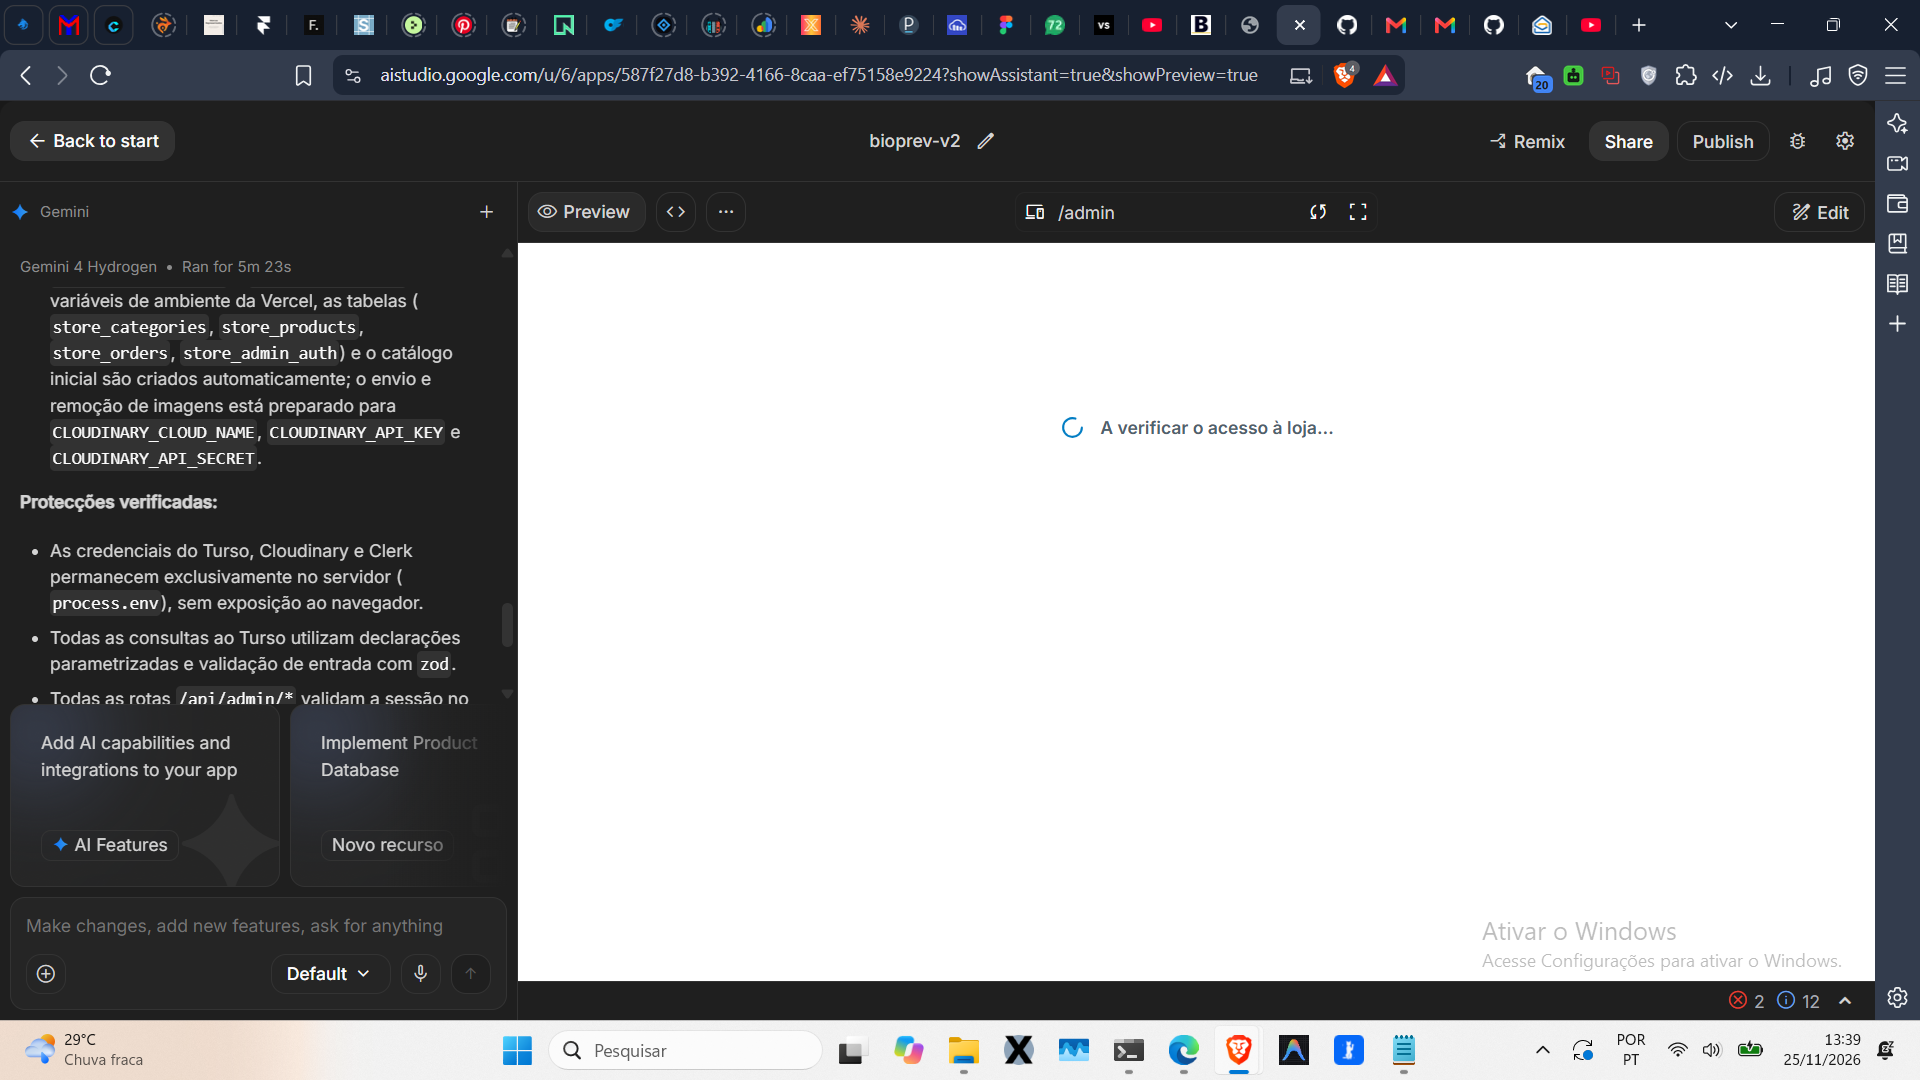 F.
S
C
P
72
VS
B
aistudio.google.com/u/6/apps/587f27d8-b392-4166-8caa-ef75158e9224?showAssistant=true&showPreview=true
4
20
Back to start
bioprev-v2
Remix
Share
Publish
Gemini
Preview
/admin
Edit
Gemini 4 Hydrogen • Ran for 5m 23s
variáveis de ambiente da Vercel, as tabelas (
store_categories, store_products,
store_orders, store_admin_auth) e o catálogo
inicial são criados automaticamente; o envio e
remoção de imagens está preparado para
CLOUDINARY_CLOUD_NAME, CLOUDINARY_API_KEY e
CLOUDINARY_API_SECRET.
Protecções verificadas:
• As credenciais do Turso, Cloudinary e Clerk
permanecem exclusivamente no servidor (
process.env), sem exposição ao navegador.
• Todas as consultas ao Turso utilizam declarações
parametrizadas e validação de entrada com zod.
• Todas as rotas /api/admin/* validam a sessão no
A verificar o acesso à loja...
Add AI capabilities and
integrations to your app
AI Features
Implement Product
Database
Novo recurso
Make changes, add new features, ask for anything
Default
Ativar o Windows
Acesse Configurações para ativar o Windows.
2
12
29°C
Chuva fraca
Pesquisar
POR
PT
13:39
25/11/2026